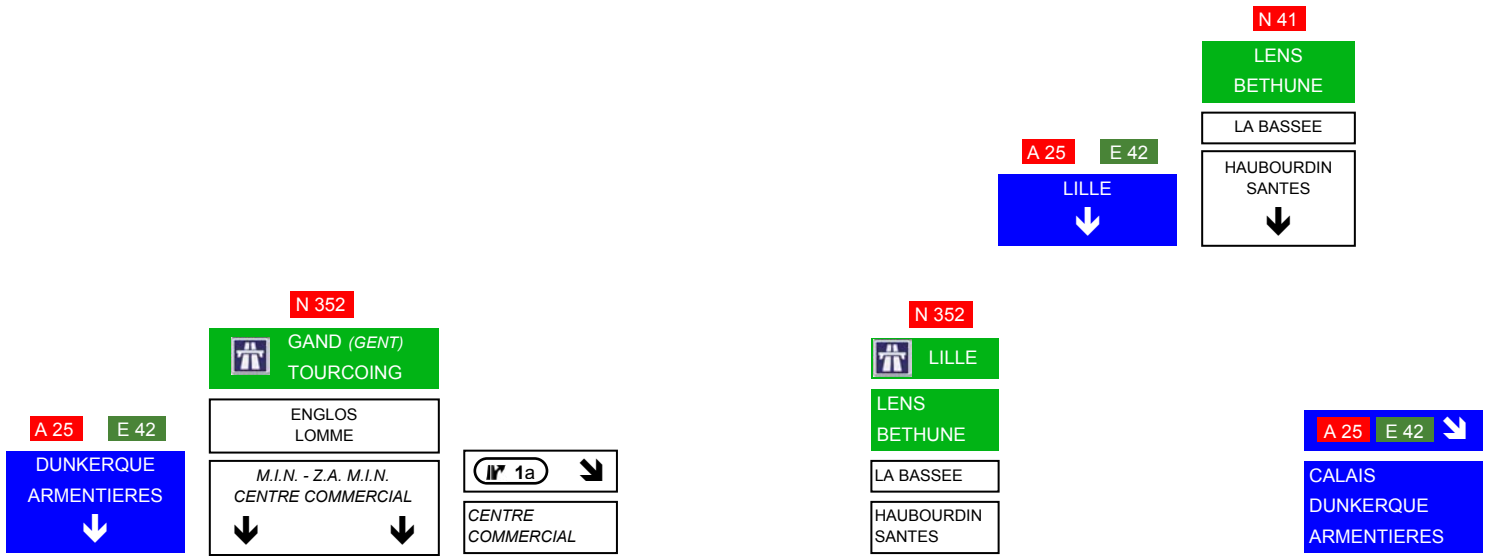 A 25 E 42
DUNKERQUE
ARMENTIERES
N 352
GAND (GENT)
TOURCOING
ENGLOS
LOMME
M.I.N. - Z.A. M.I.N.
CENTRE COMMERCIAL
1a
CENTRE
COMMERCIAL
N 352
LILLE
LENS
BETHUNE
LA BASSEE
HAUBOURDIN
SANTES
A 25 E 42
LILLE
N 41
LENS
BETHUNE
LA BASSEE
HAUBOURDIN
SANTES
A 25 E 42
CALAIS
DUNKERQUE
ARMENTIERES